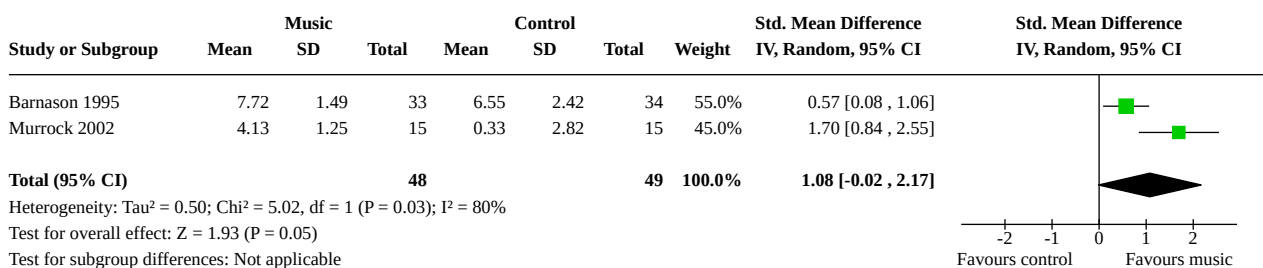 Music Control Std. Mean Difference Std. Mean Difference
Study or Subgroup Mean SD Total Mean SD Total Weight IV, Random, 95% CI IV, Random, 95% CI
Barnason 1995 7.72 1.49 33 6.55 2.42 34 55.0% 0.57 [0.08 , 1.06]
Murrock 2002 4.13 1.25 15 0.33 2.82 15 45.0% 1.70 [0.84 , 2.55]
Total (95% CI) 48 49 100.0% 1.08 [-0.02 , 2.17]
Heterogeneity: Tau² = 0.50; Chi² = 5.02, df = 1 (P = 0.03); I² = 80%
Test for overall effect: Z = 1.93 (P = 0.05) -2 -1 0 1 2
Test for subgroup differences: Not applicable Favours control Favours music